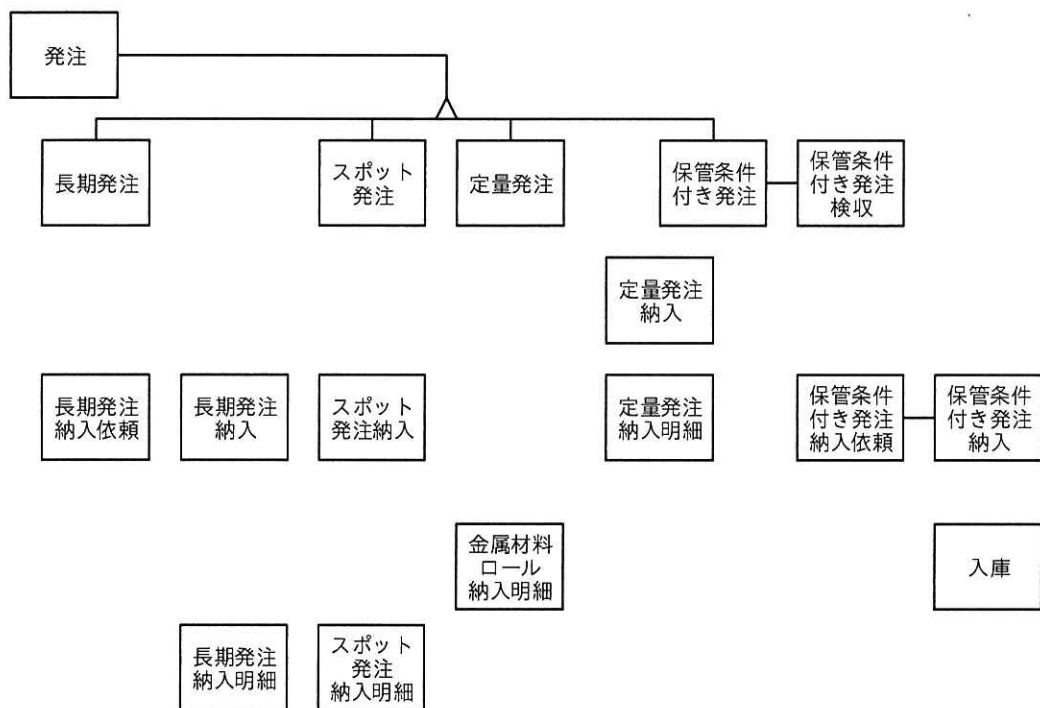 発注
長期発注
スポット
発注
定量発注
保管条件
付き発注
保管条件
付き発注
検収
定量発注
納入
長期発注
納入依頼
長期発注
納入
スポット
発注納入
定量発注
納入明細
保管条件
付き発注
納入依頼
保管条件
付き発注
納入
金属材料
ロール
納入明細
入庫
長期発注
納入明細
スポット
発注
納入明細